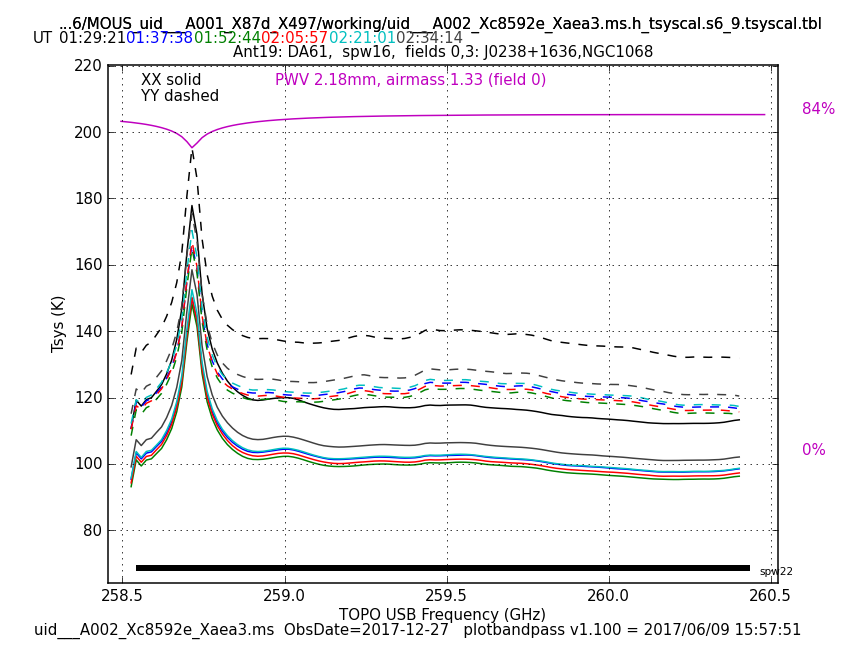 ...6/MOUS_uid___A001_X87d_X497/working/uid___A002_Xc8592e_Xaea3.ms.h_tsyscal.s6_9.tsyscal.tbl
UT 01:29:21 01:37:38 01:52:44 02:05:57 02:21:01 02:34:14
Ant19: DA61,  spw16,  fields 0,3: J0238+1636,NGC1068
XX solid
YY dashed
PWV 2.18mm, airmass 1.33 (field 0)
84%
0%
Tsys (K)
220
200
180
160
140
120
100
80
spw22
258.5 259.0 259.5 260.0 260.5
TOPO USB Frequency (GHz)
uid___A002_Xc8592e_Xaea3.ms  ObsDate=2017-12-27   plotbandpass v1.100 = 2017/06/09 15:57:51